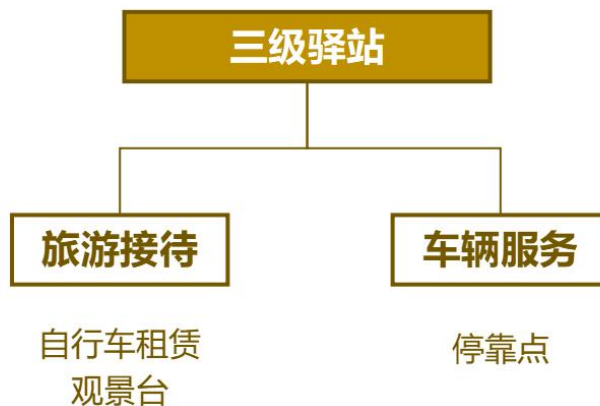 三级驿站
旅游接待
车辆服务
自行车租赁
观景台
停靠点